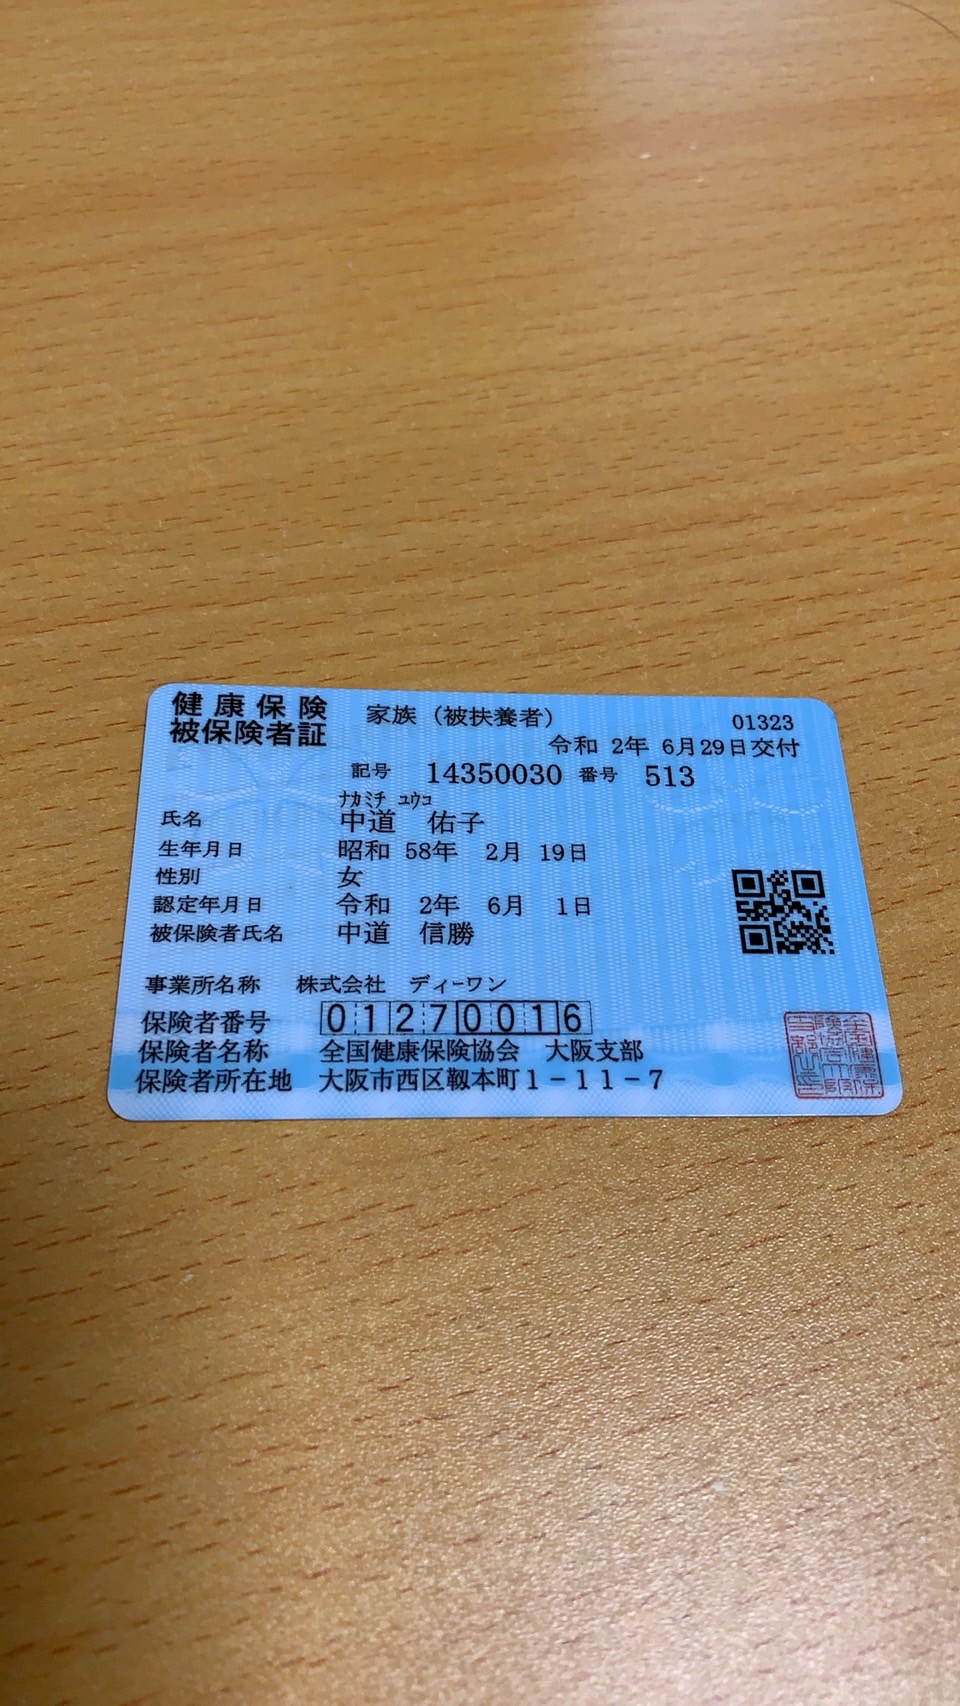 健康保険
被保険者証
家族（被扶養者）
01323
令和 2年 6月29日交付
記号 14350030 番号 513
ﾅｶﾐﾁ ﾕｳｺ
氏名 中道 佑子
生年月日 昭和 58年 2月 19日
性別 女
認定年月日 令和 2年 6月 1日
被保険者氏名 中道 信勝
事業所名称 株式会社 ディーワン
保険者番号 01270016
保険者名称 全国健康保険協会 大阪支部
保険者所在地 大阪市西区靱本町1－11－7